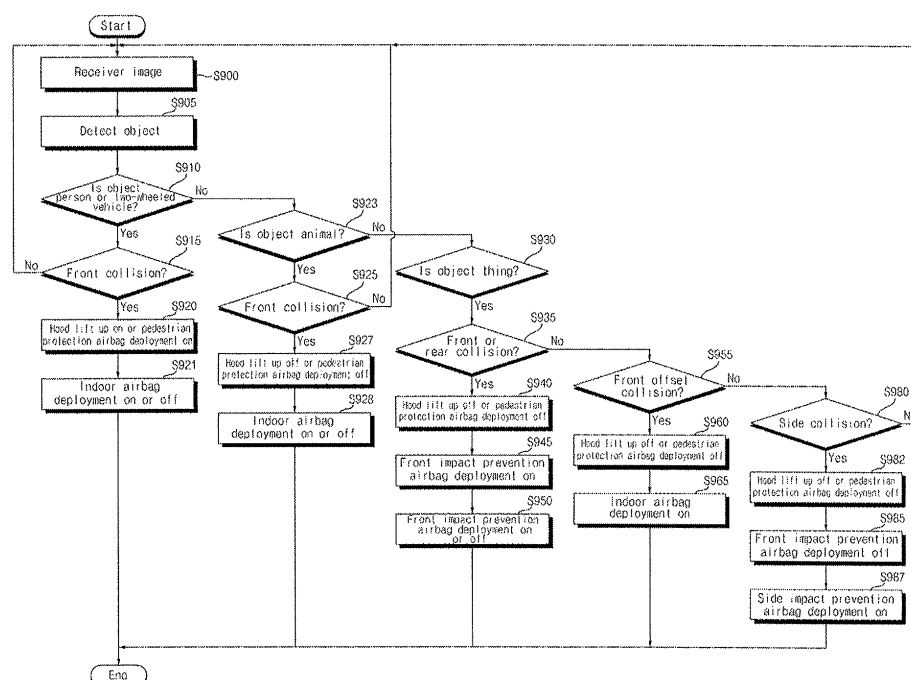 Start
Receiver image
S900
S905
Detect object
S910
Is object
person or two-wheeled
vehicle?
No
Yes
S915
Front collision?
No
Yes
S920
Hood lift up on or pedestrian
protection airbag deployment on
S921
Indoor airbag
deployment on or off
S923
Is object animal?
No
Yes
S925
Front collision?
No
Yes
S927
Hood lift up off or pedestrian
protection airbag deployment off
S928
Indoor airbag
deployment on or off
S930
Is object thing?
Yes
S935
Front or
rear collision?
No
Yes
S940
Hood lift up off or pedestrian
protection airbag deployment off
S945
Front impact prevention
airbag deployment on
S950
Front impact prevention
airbag deployment on
or off
S955
Front offset
collision?
No
Yes
S960
Hood lift up off or pedestrian
protection airbag deployment off
S965
Indoor airbag
deployment on
S980
Side collision?
N
Yes
S982
Hood lift up off or pedestrian
protection airbag deployment off
S985
Front impact prevention
airbag deployment off
S987
Side impact prevention
airbag deployment on
End